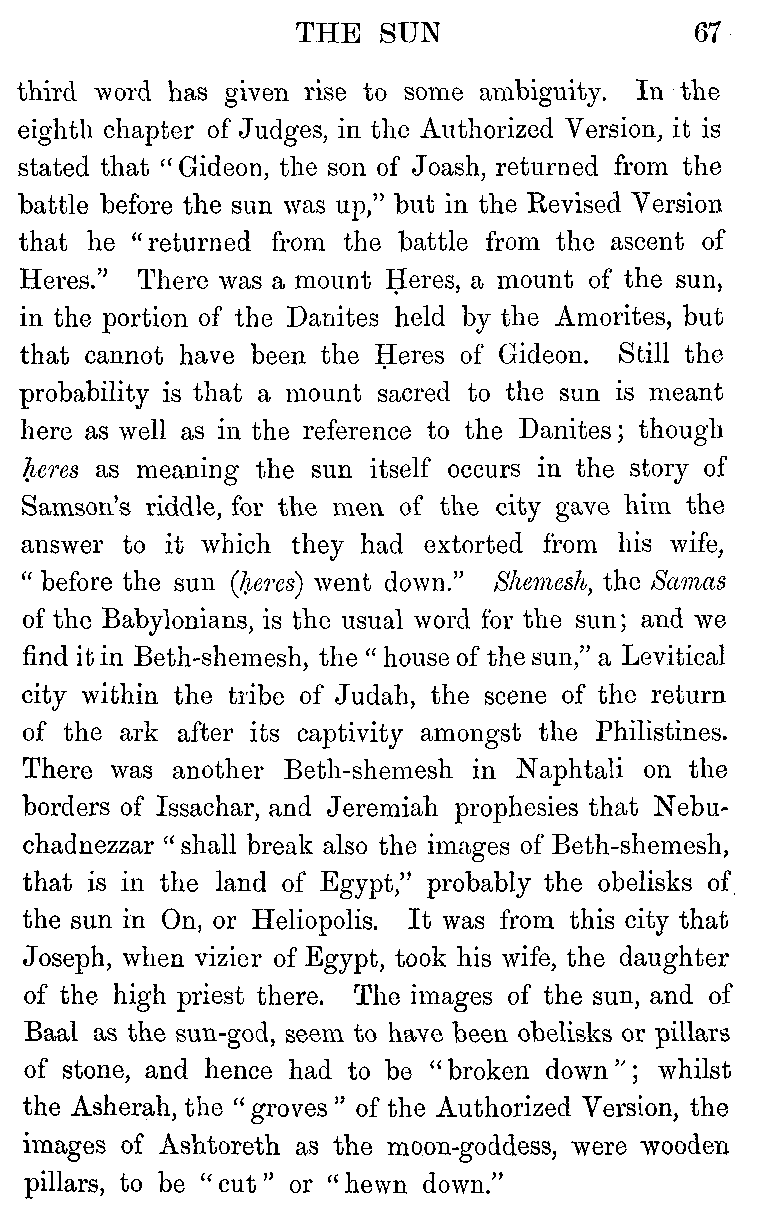 THE SUN 67
third word has given rise to some ambiguity. In the
eighth chapter of Judges, in the Authorized Version, it is
stated that “Gideon, the son of Joash, returned from the
battle before the sun was up,” but in the Revised Version
that he “returned from the battle from the ascent of
Heres.” There was a mount Ḥeres, a mount of the sun,
in the portion of the Danites held by the Amorites, but
that cannot have been the Ḥeres of Gideon. Still the
probability is that a mount sacred to the sun is meant
here as well as in the reference to the Danites; though
ḥeres as meaning the sun itself occurs in the story of
Samson’s riddle, for the men of the city gave him the
answer to it which they had extorted from his wife,
“before the sun (ḥeres) went down.” Shemesh, the Samas
of the Babylonians, is the usual word for the sun; and we
find it in Beth-shemesh, the “house of the sun,” a Levitical
city within the tribe of Judah, the scene of the return
of the ark after its captivity amongst the Philistines.
There was another Beth-shemesh in Naphtali on the
borders of Issachar, and Jeremiah prophesies that Nebu-
chadnezzar “shall break also the images of Beth-shemesh,
that is in the land of Egypt,” probably the obelisks of
the sun in On, or Heliopolis. It was from this city that
Joseph, when vizier of Egypt, took his wife, the daughter
of the high priest there. The images of the sun, and of
Baal as the sun-god, seem to have been obelisks or pillars
of stone, and hence had to be “broken down”; whilst
the Asherah, the “groves” of the Authorized Version, the
images of Ashtoreth as the moon-goddess, were wooden
pillars, to be “cut” or “hewn down.”